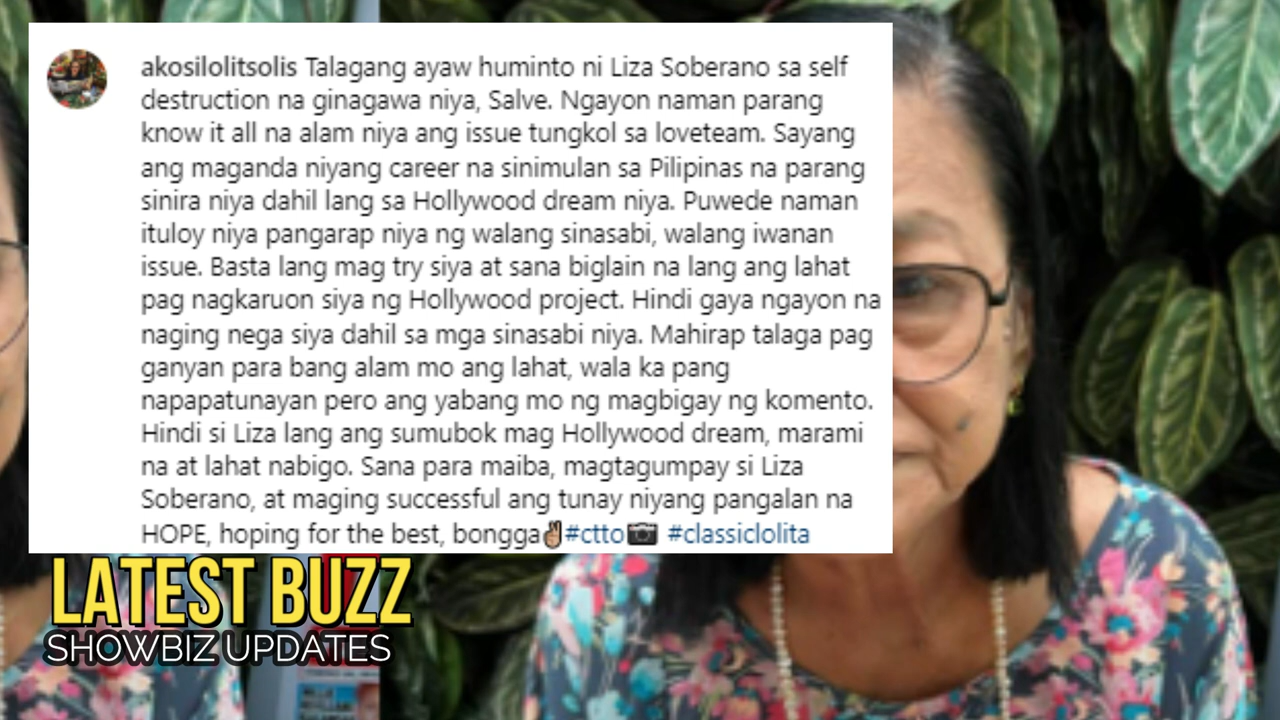 akosilolitsolis Talagang ayaw huminto ni Liza Soberano sa self
destruction na ginagawa niya, Salve. Ngayon naman parang
know it all na alam niya ang issue tungkol sa loveteam. Sayang
ang maganda niyang career na sinimulan sa Pilipinas na parang
sinira niya dahil lang sa Hollywood dream niya. Puwede naman
ituloy niya pangarap niya ng walang sinasabi, walang iwanan
issue. Basta lang mag try siya at sana biglain na lang ang lahat
pag nagkaruon siya ng Hollywood project. Hindi gaya ngayon na
naging nega siya dahil sa mga sinasabi niya. Mahirap talaga pag
ganyan para bang alam mo ang lahat, wala ka pang
napapatunayan pero ang yabang mo ng magbigay ng komento.
Hindi si Liza lang ang sumubok mag Hollywood dream, marami
na at lahat nabigo. Sana para maiba, magtagumpay si Liza
Soberano, at maging successful ang tunay niyang pangalan na
HOPE, hoping for the best, bongga✌🏽#ctto📷 #classiclolita
LATEST BUZZ
SHOWBIZ UPDATES